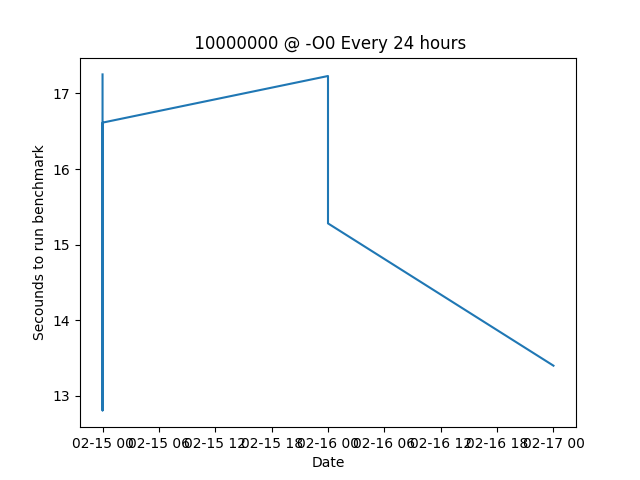 10000000 @ -O0 Every 24 hours
Secounds to run benchmark
17
16
15
14
13
02-15 00 02-15 06 02-15 12 02-15 18 02-16 00 02-16 06 02-16 12 02-16 18 02-17 00
Date